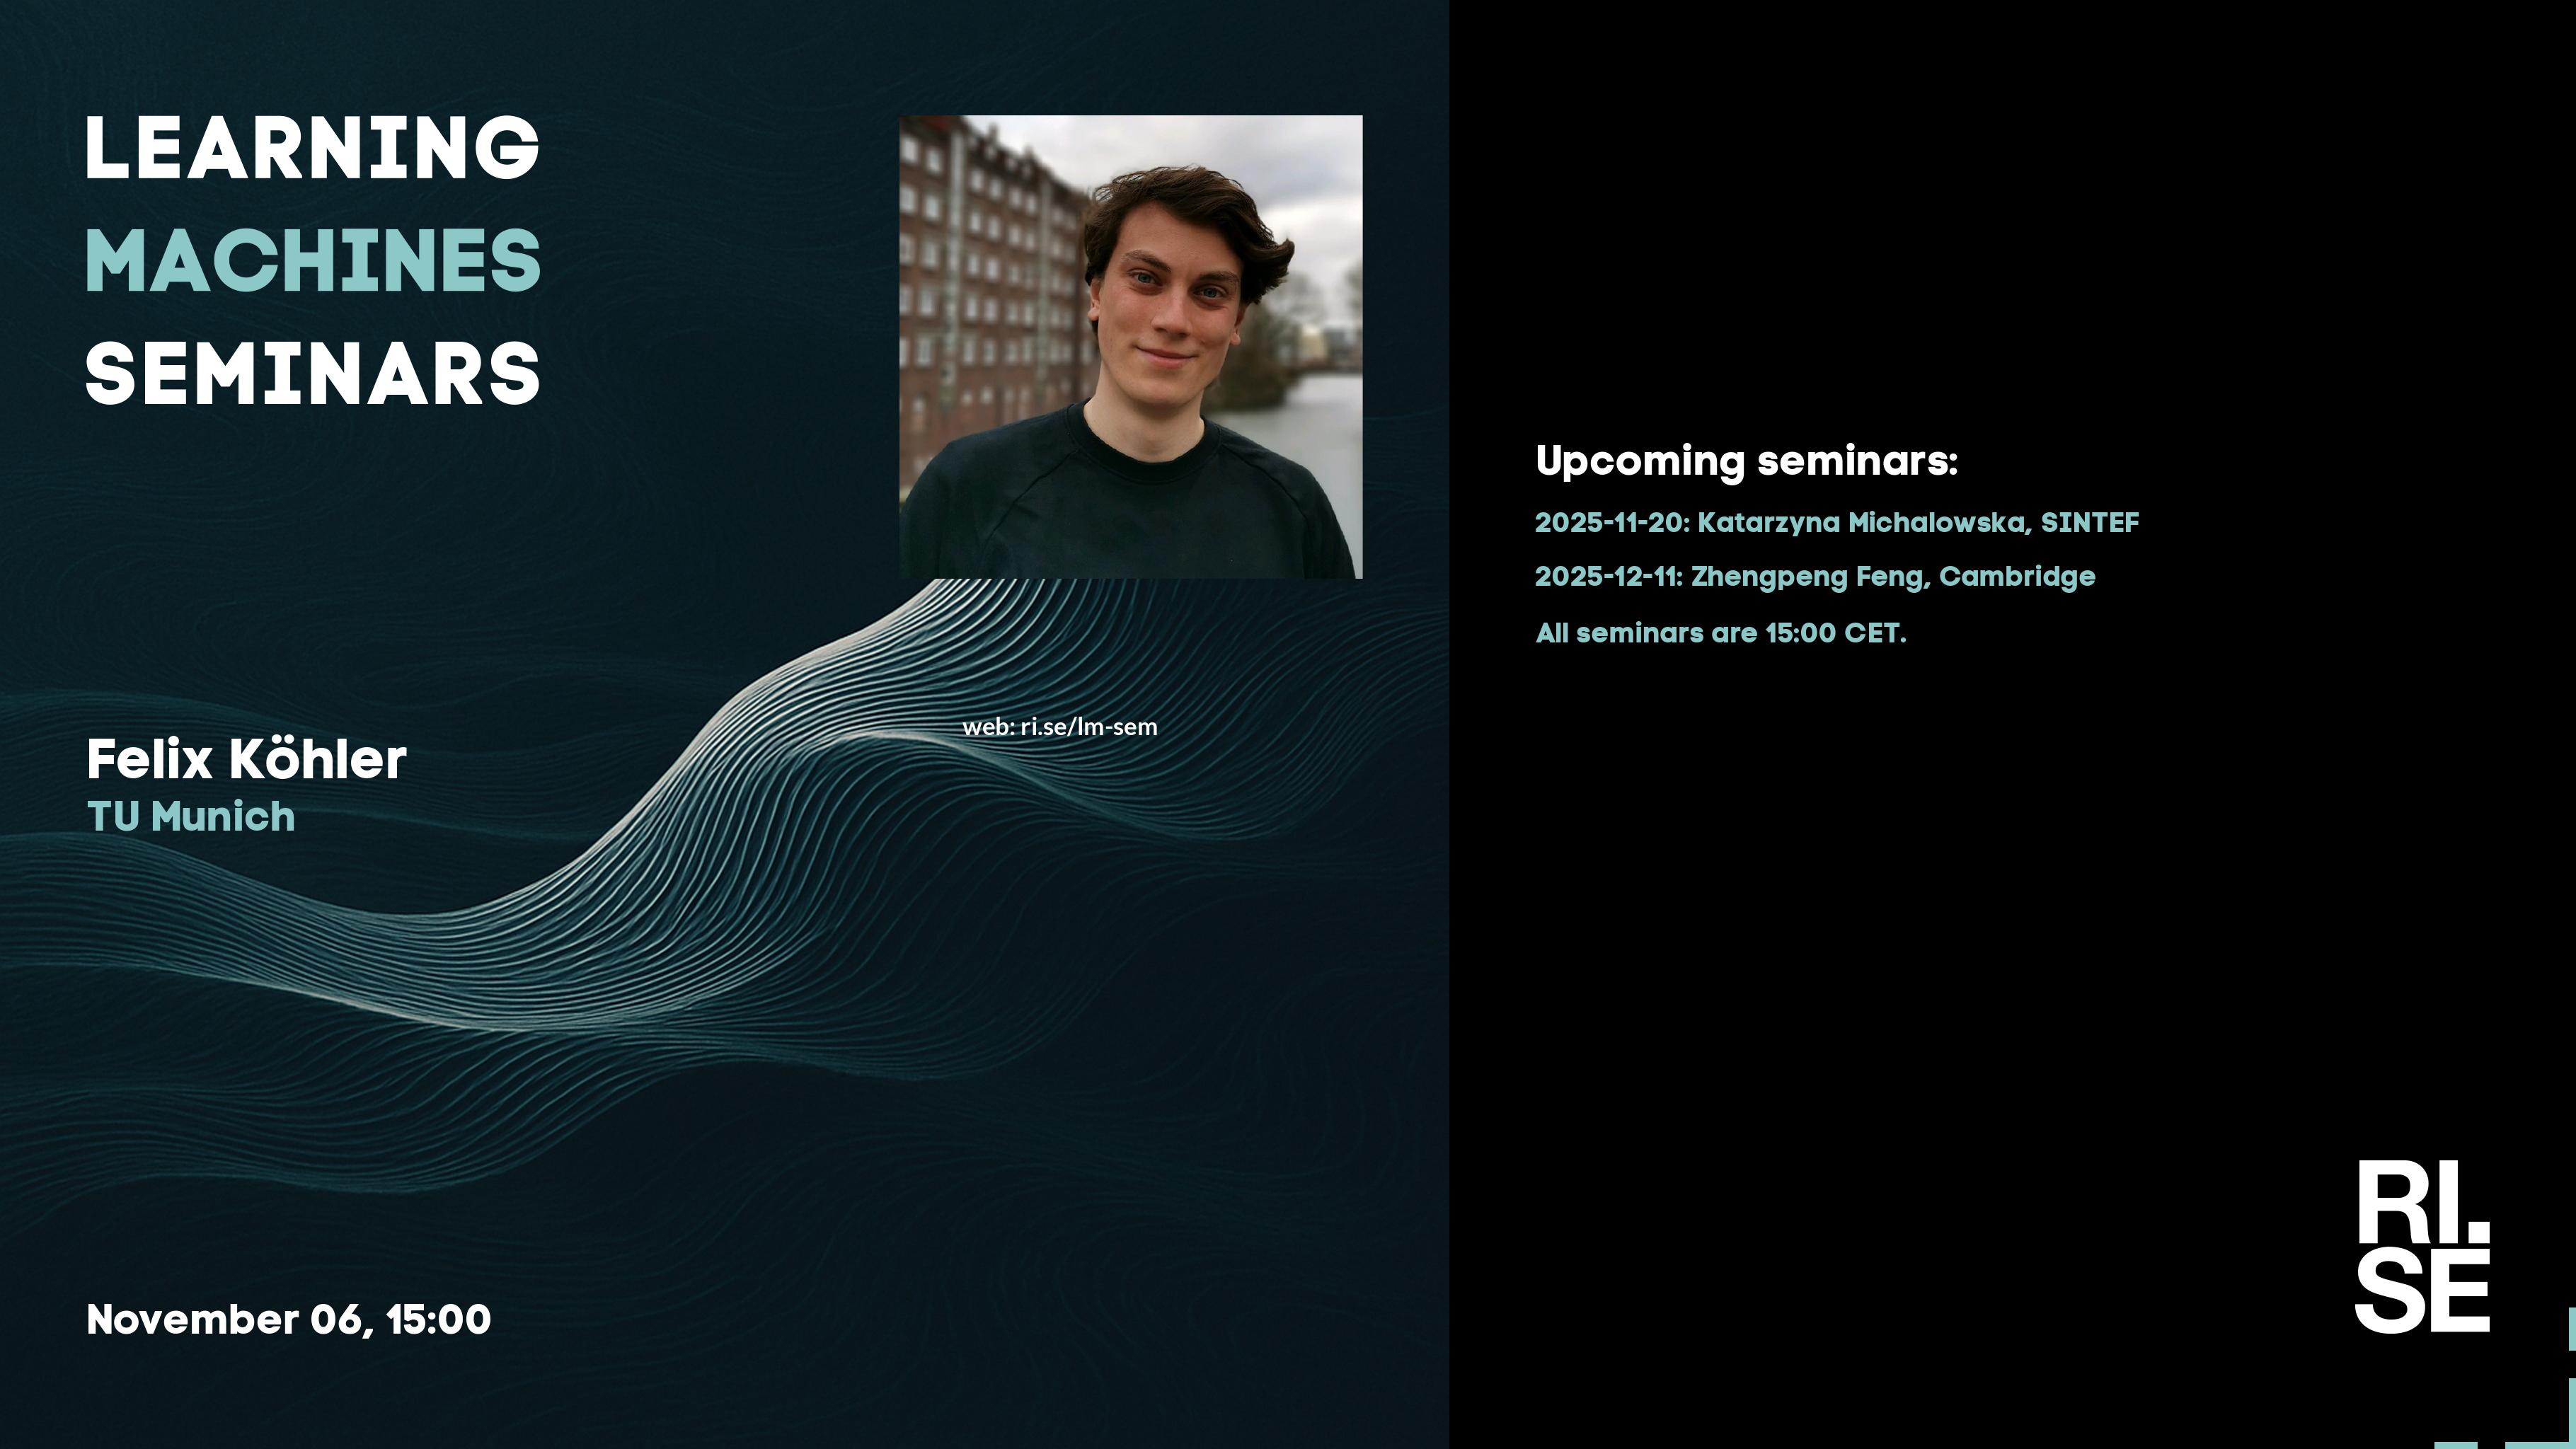 LEARNING
MACHINES
SEMINARS
Felix Köhler
TU Munich
web: ri.se/lm-sem
November 06, 15:00
Upcoming seminars:
2025-11-20: Katarzyna Michalowska, SINTEF
2025-12-11: Zhengpeng Feng, Cambridge
All seminars are 15:00 CET.
RI.
SE